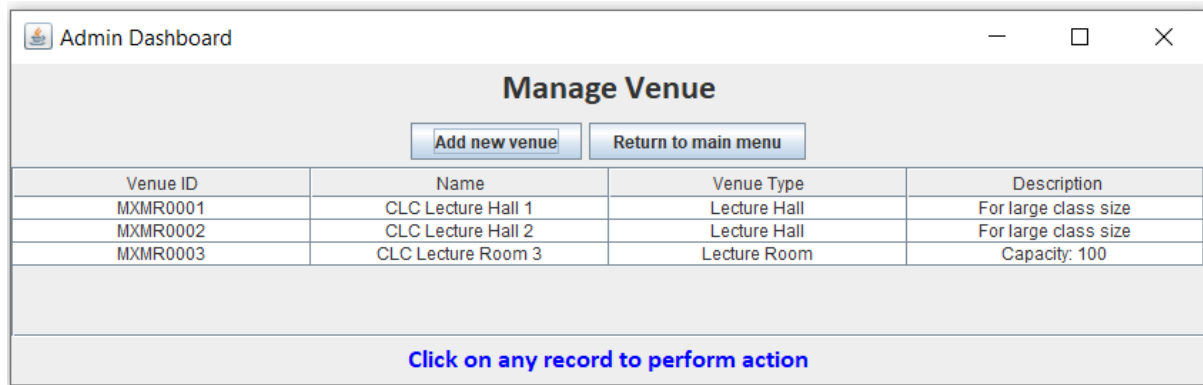 Admin Dashboard
Manage Venue
Add new venue Return to main menu
Venue ID Name Venue Type Description
MXMR0001 CLC Lecture Hall 1 Lecture Hall For large class size
MXMR0002 CLC Lecture Hall 2 Lecture Hall For large class size
MXMR0003 CLC Lecture Room 3 Lecture Room Capacity: 100
Click on any record to perform action